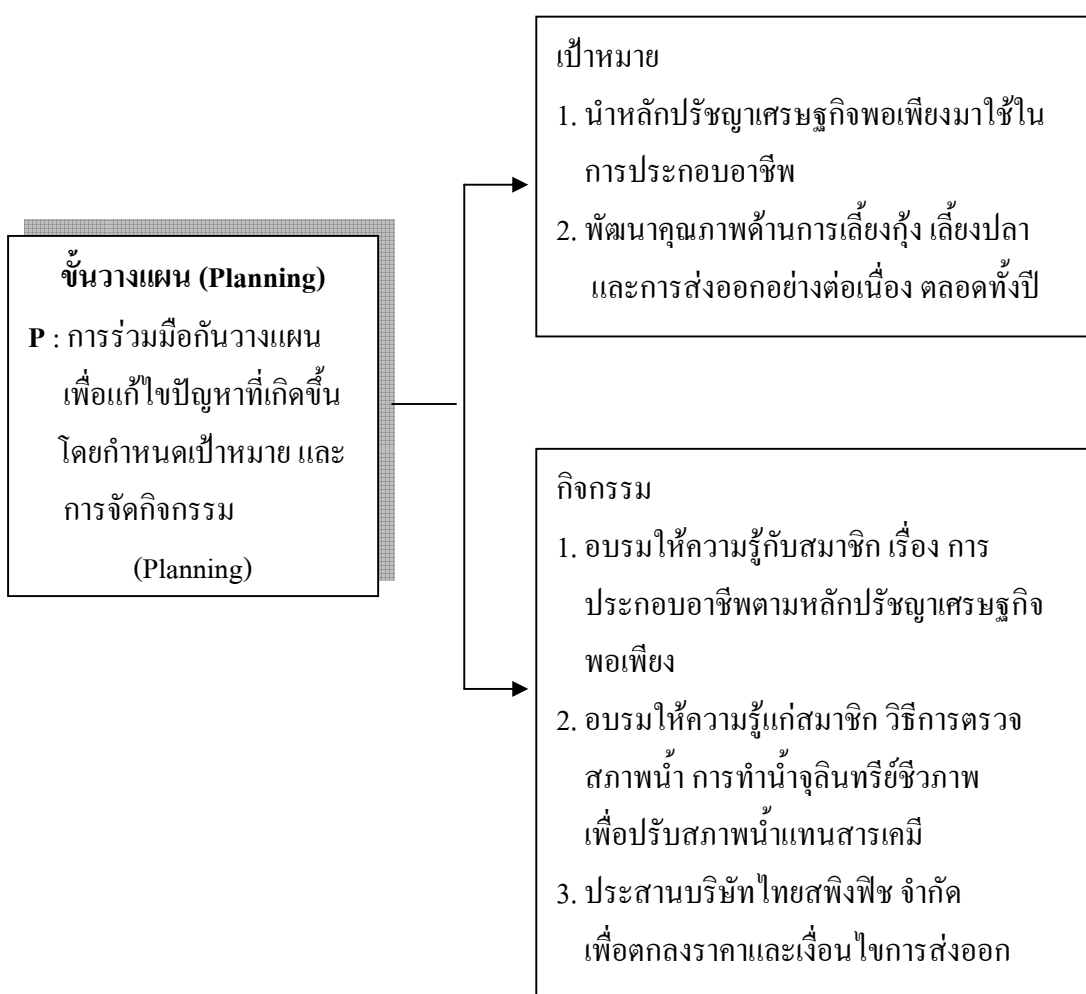 ขั้นวางแผน (Planning)
P : การร่วมมือกันวางแผน
เพื่อแก้ไขปัญหาที่เกิดขึ้น
โดยกำหนดเป้าหมาย และ
การจัดกิจกรรม
(Planning)
เป้าหมาย
1. นำหลักปรัชญาเศรษฐกิจพอเพียงมาใช้ใน
การประกอบอาชีพ
2. พัฒนาคุณภาพด้านการเลี้ยงกุ้ง เลี้ยงปลา
และการส่งออกอย่างต่อเนื่อง ตลอดทั้งปี
กิจกรรม
1. อบรมให้ความรู้กับสมาชิก เรื่อง การ
ประกอบอาชีพตามหลักปรัชญาเศรษฐกิจ
พอเพียง
2. อบรมให้ความรู้แก่สมาชิก วิธีการตรวจ
สภาพน้ำ การทำน้ำจุลินทรีย์ชีวภาพ
เพื่อปรับสภาพน้ำแทนสารเคมี
3. ประสานบริษัทไทยสพิงฟิช จำกัด
เพื่อตกลงราคาและเงื่อนไขการส่งออก